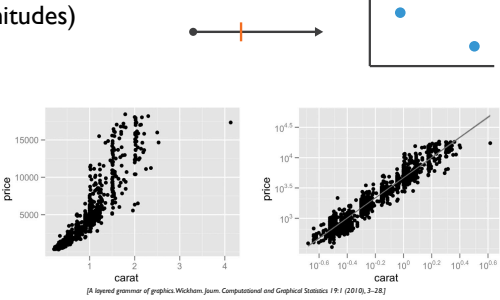 nitudes)
15000
10000
5000
price
1 2 3 4
carat
10^4.5
10^4
10^3.5
10^3
price
10^-0.6 10^-0.4 10^-0.2 10^0 10^0.2 10^0.4 10^0.6
carat
[A layered grammar of graphics. Wickham. Journ. Computational and Graphical Statistics 19:1 (2010), 3–28.]